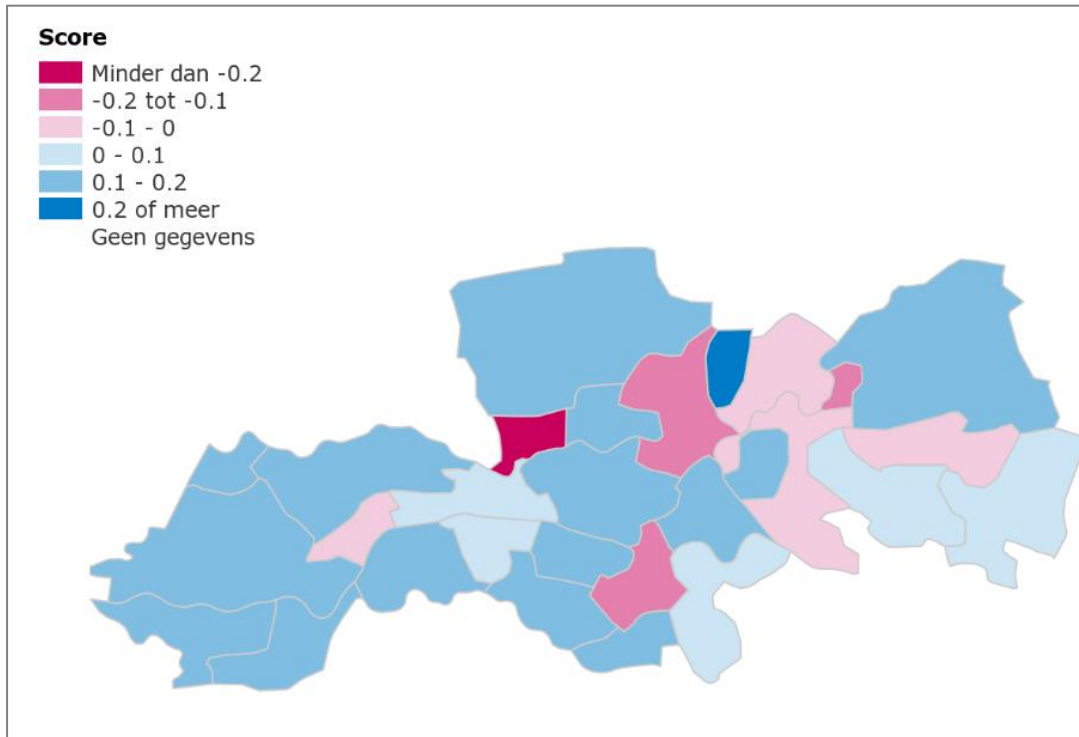 Score
Minder dan -0.2
-0.2 tot -0.1
-0.1 - 0
0 - 0.1
0.1 - 0.2
0.2 of meer
Geen gegevens